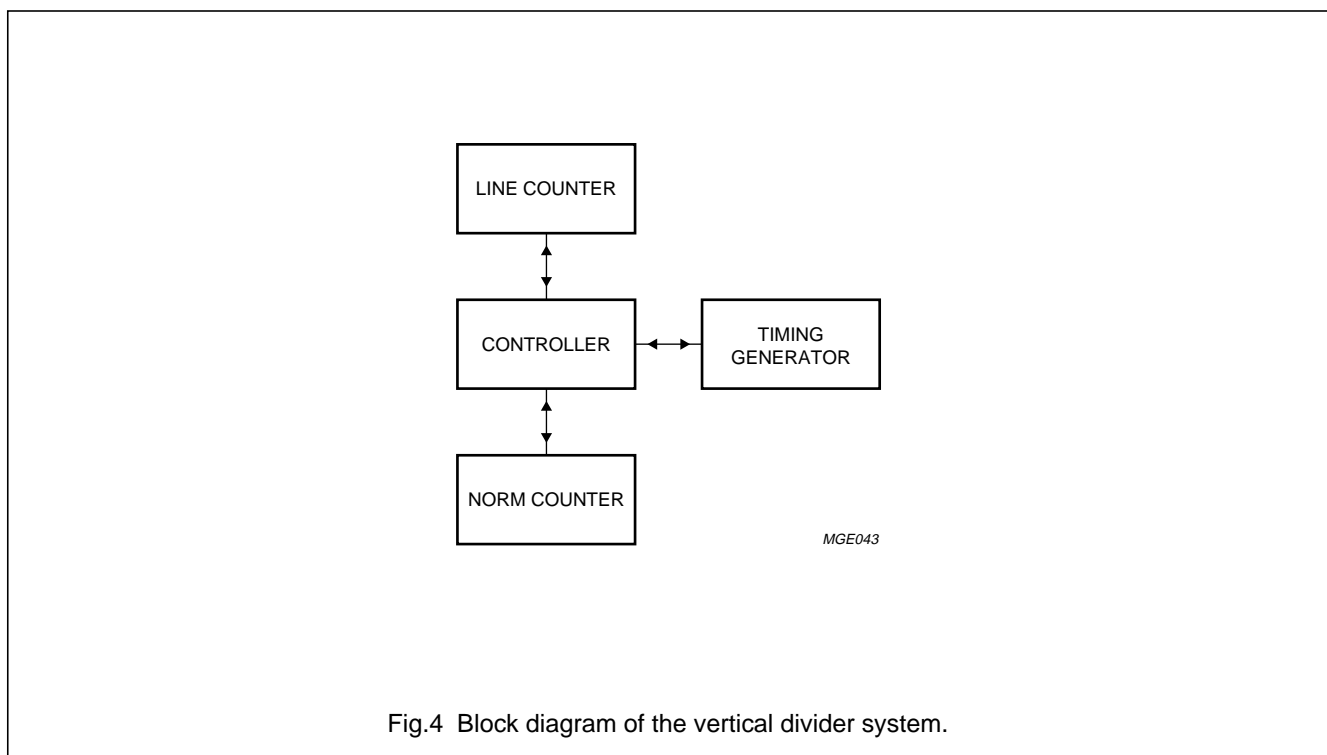 LINE COUNTER
CONTROLLER
TIMING
GENERATOR
NORM COUNTER
MGE043
Fig.4 Block diagram of the vertical divider system.